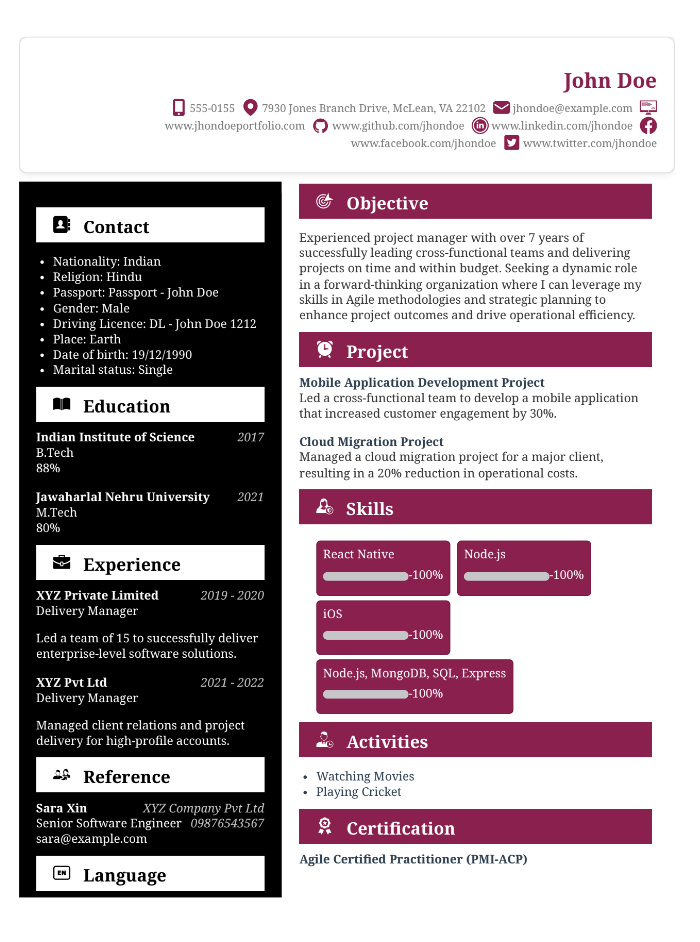 John Doe
555-0155 7930 Jones Branch Drive, McLean, VA 22102 jhondoe@example.com
www.jhondoeportfolio.com www.github.com/jhondoe www.linkedin.com/jhondoe
www.facebook.com/jhondoe www.twitter.com/jhondoe
Contact
• Nationality: Indian
• Religion: Hindu
• Passport: Passport - John Doe
• Gender: Male
• Driving Licence: DL - John Doe 1212
• Place: Earth
• Date of birth: 19/12/1990
• Marital status: Single
Education
Indian Institute of Science 2017
B.Tech
88%
Jawaharlal Nehru University 2021
M.Tech
80%
Experience
XYZ Private Limited 2019 - 2020
Delivery Manager
Led a team of 15 to successfully deliver
enterprise-level software solutions.
XYZ Pvt Ltd 2021 - 2022
Delivery Manager
Managed client relations and project
delivery for high-profile accounts.
Reference
Sara Xin XYZ Company Pvt Ltd
Senior Software Engineer 09876543567
sara@example.com
EN Language
Objective
Experienced project manager with over 7 years of
successfully leading cross-functional teams and delivering
projects on time and within budget. Seeking a dynamic role
in a forward-thinking organization where I can leverage my
skills in Agile methodologies and strategic planning to
enhance project outcomes and drive operational efficiency.
Project
Mobile Application Development Project
Led a cross-functional team to develop a mobile application
that increased customer engagement by 30%.
Cloud Migration Project
Managed a cloud migration project for a major client,
resulting in a 20% reduction in operational costs.
Skills
React Native Node.js
-100% -100%
iOS
-100%
Node.js, MongoDB, SQL, Express
-100%
Activities
• Watching Movies
• Playing Cricket
Certification
Agile Certified Practitioner (PMI-ACP)